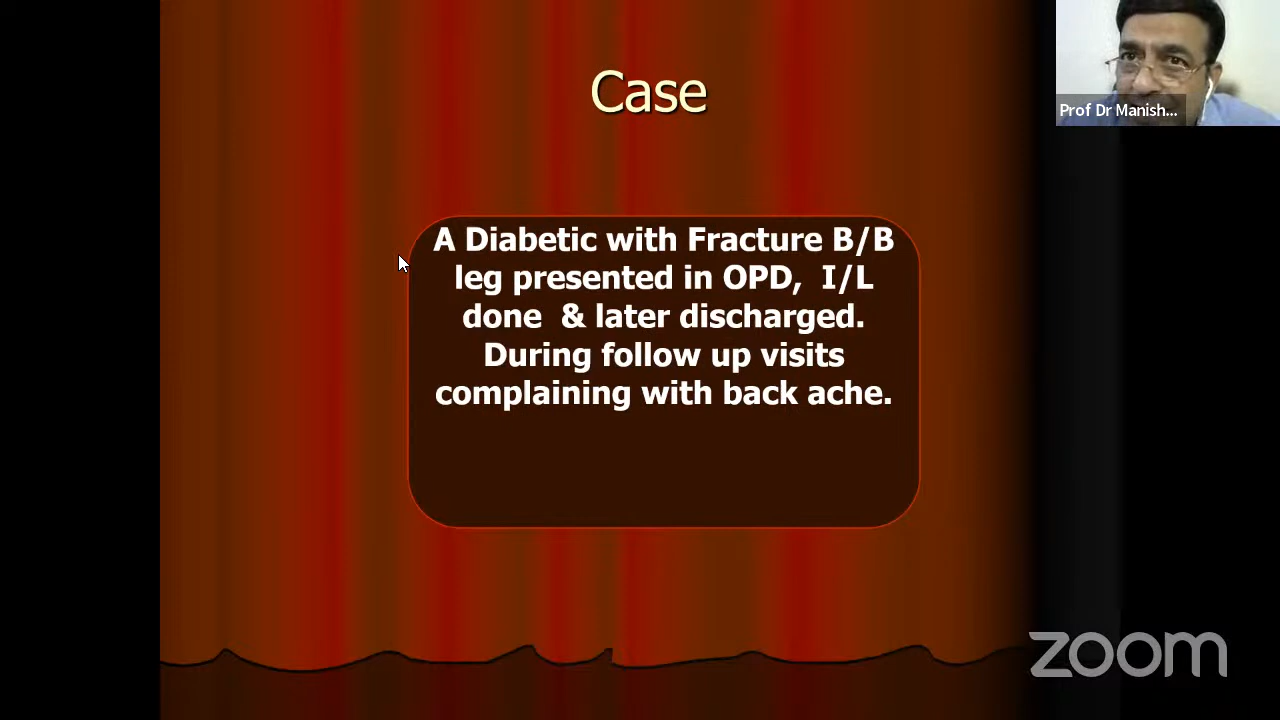 Case
Prof Dr Manish...
A Diabetic with Fracture B/B
leg presented in OPD, I/L
done & later discharged.
During follow up visits
complaining with back ache.
zoom